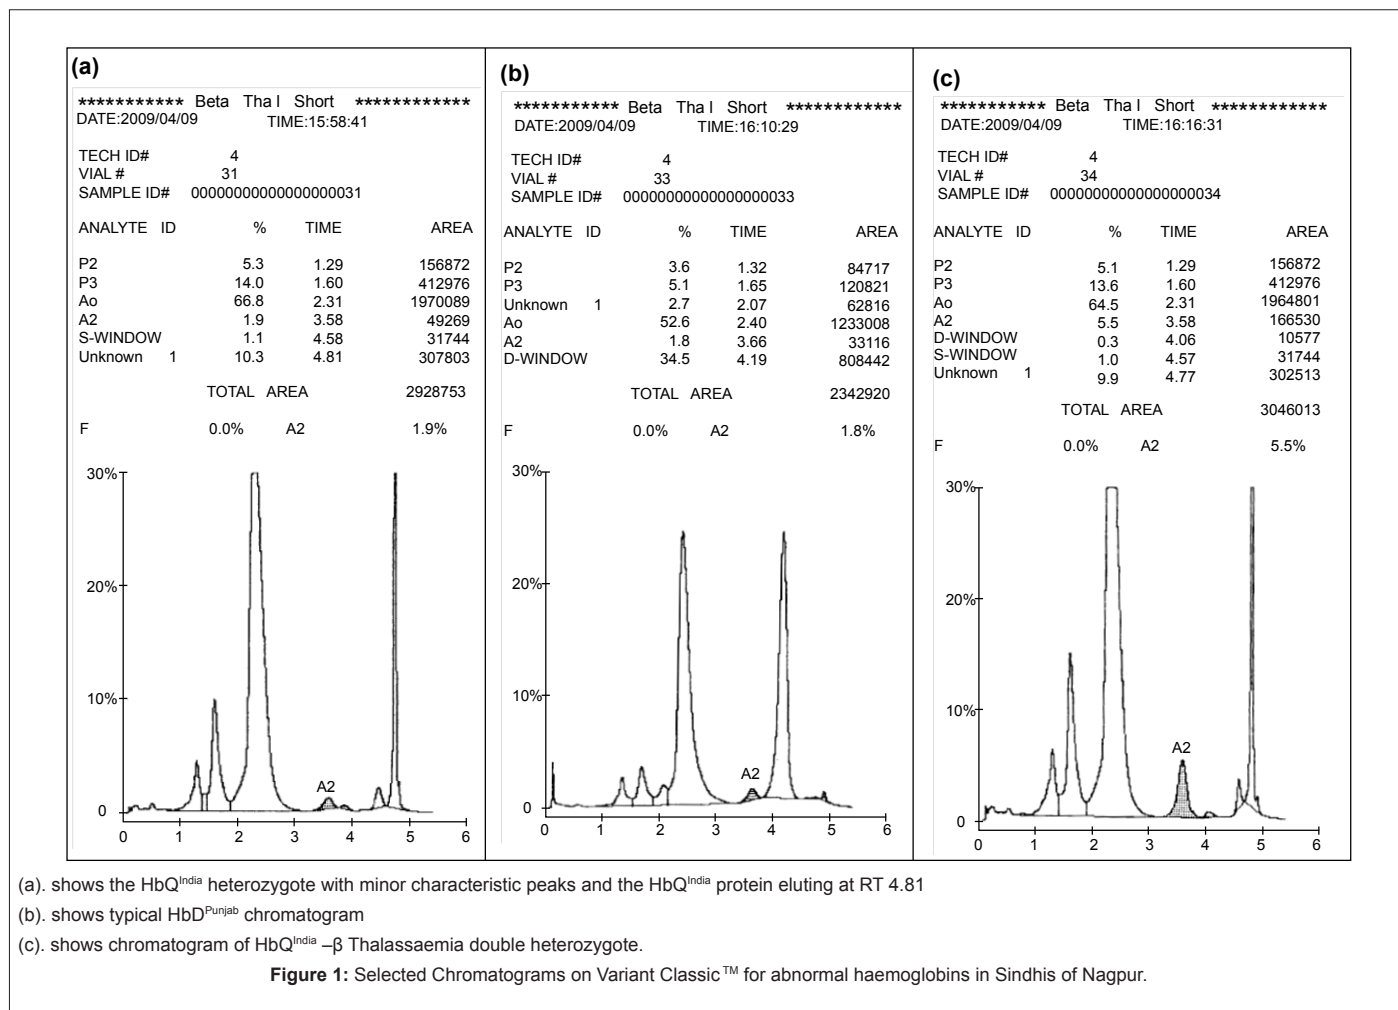 (a)
*********** Beta Tha l Short ************
DATE:2009/04/09 TIME:15:58:41
TECH ID# 4
VIAL # 31
SAMPLE ID# 00000000000000000031
ANALYTE ID % TIME AREA
P2 5.3 1.29 156872
P3 14.0 1.60 412976
Ao 66.8 2.31 1970089
A2 1.9 3.58 49269
S-WINDOW 1.1 4.58 31744
Unknown 1 10.3 4.81 307803
TOTAL AREA 2928753
F 0.0% A2 1.9%
30%
20%
10%
0
A2
0 1 2 3 4 5 6
(b)
*********** Beta Tha l Short ************
DATE:2009/04/09 TIME:16:10:29
TECH ID# 4
VIAL # 33
SAMPLE ID# 00000000000000000033
ANALYTE ID % TIME AREA
P2 3.6 1.32 84717
P3 5.1 1.65 120821
Unknown 1 2.7 2.07 62816
Ao 52.6 2.40 1233008
A2 1.8 3.66 33116
D-WINDOW 34.5 4.19 808442
TOTAL AREA 2342920
F 0.0% A2 1.8%
30%
20%
10%
0
A2
0 1 2 3 4 5 6
(c)
*********** Beta Tha l Short ************
DATE:2009/04/09 TIME:16:16:31
TECH ID# 4
VIAL # 34
SAMPLE ID# 00000000000000000034
ANALYTE ID % TIME AREA
P2 5.1 1.29 156872
P3 13.6 1.60 412976
Ao 64.5 2.31 1964801
A2 5.5 3.58 166530
D-WINDOW 0.3 4.06 10577
S-WINDOW 1.0 4.57 31744
Unknown 1 9.9 4.77 302513
TOTAL AREA 3046013
F 0.0% A2 5.5%
30%
20%
10%
0
A2
0 1 2 3 4 5 6
(a). shows the HbQIndia heterozygote with minor characteristic peaks and the HbQIndia protein eluting at RT 4.81
(b). shows typical HbDPunjab chromatogram
(c). shows chromatogram of HbQIndia –β Thalassaemia double heterozygote.
Figure 1: Selected Chromatograms on Variant Classic™ for abnormal haemoglobins in Sindhis of Nagpur.